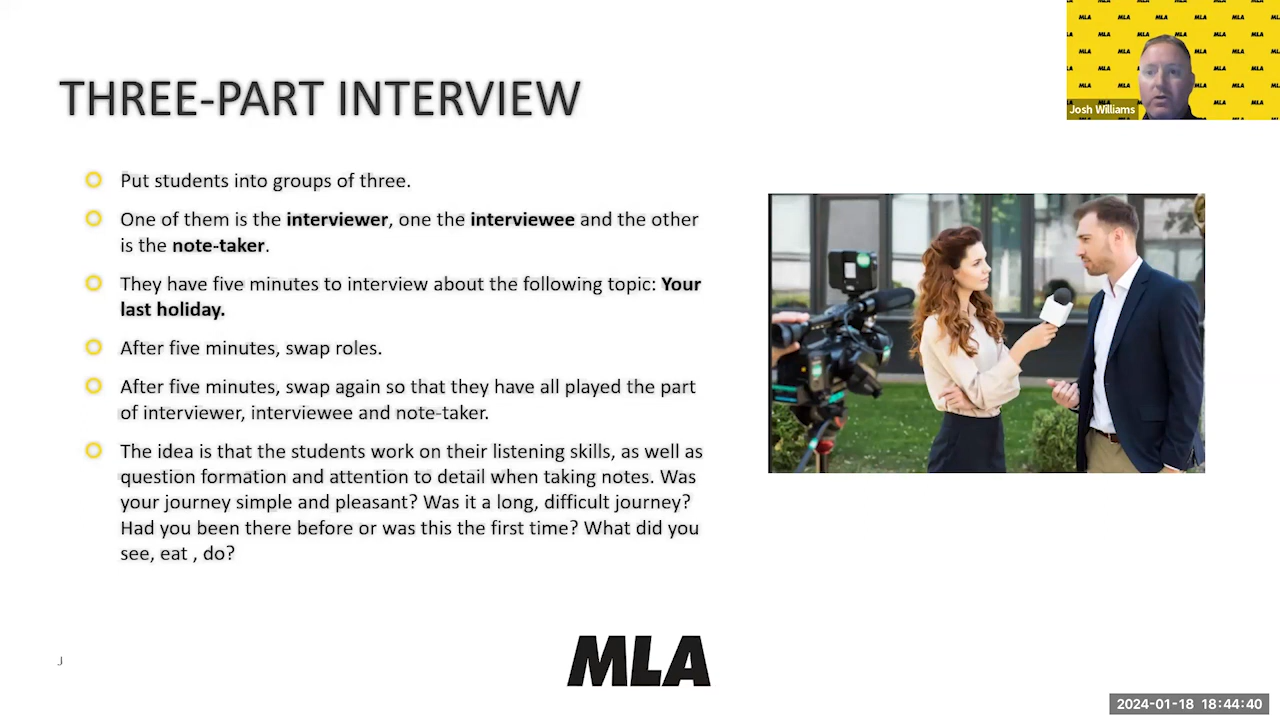 THREE-PART INTERVIEW
Josh Williams
Put students into groups of three.
One of them is the interviewer, one the interviewee and the other
is the note-taker.
They have five minutes to interview about the following topic: Your
last holiday.
After five minutes, swap roles.
After five minutes, swap again so that they have all played the part
of interviewer, interviewee and note-taker.
The idea is that the students work on their listening skills, as well as
question formation and attention to detail when taking notes. Was
your journey simple and pleasant? Was it a long, difficult journey?
Had you been there before or was this the first time? What did you
see, eat , do?
MLA
2024-01-18 18:44:40